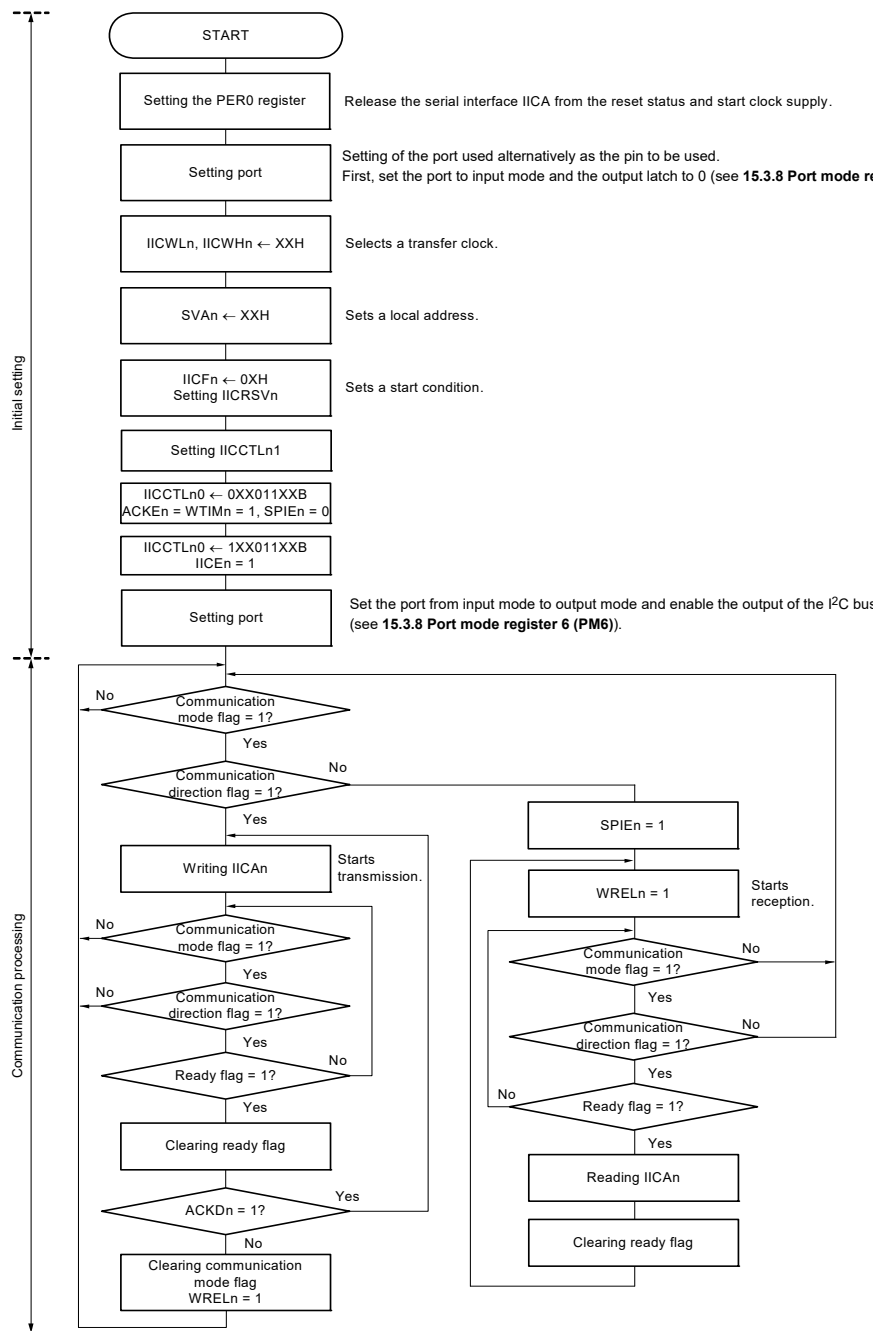 START
Setting the PER0 register
Release the serial interface IICA from the reset status and start clock supply.
Setting port
Setting of the port used alternatively as the pin to be used.
First, set the port to input mode and the output latch to 0 (see 15.3.8 Port mode re
IICWLn, IICWHn ← XXH
Selects a transfer clock.
SVAn ← XXH
Sets a local address.
IICFn ← 0XH
Setting IICRSVn
Sets a start condition.
Initial setting
Setting IICCTLn1
IICCTLn0 ← 0XX011XXB
ACKEn = WTIMn = 1, SPIEn = 0
IICCTLn0 ← 1XX011XXB
IICEn = 1
Setting port
Set the port from input mode to output mode and enable the output of the I2C bus
(see 15.3.8 Port mode register 6 (PM6)).
Communication processing
No
Communication
mode flag = 1?
Yes
Communication
direction flag = 1?
No
Yes
Writing IICAn
Starts
transmission.
No
Communication
mode flag = 1?
Yes
No
Communication
direction flag = 1?
Yes
Ready flag = 1?
No
Yes
Clearing ready flag
ACKDn = 1?
Yes
No
Clearing communication
mode flag
WRELn = 1
SPIEn = 1
WRELn = 1
Starts
reception.
Communication
mode flag = 1?
No
Yes
Communication
direction flag = 1?
No
Yes
No
Ready flag = 1?
Yes
Reading IICAn
Clearing ready flag